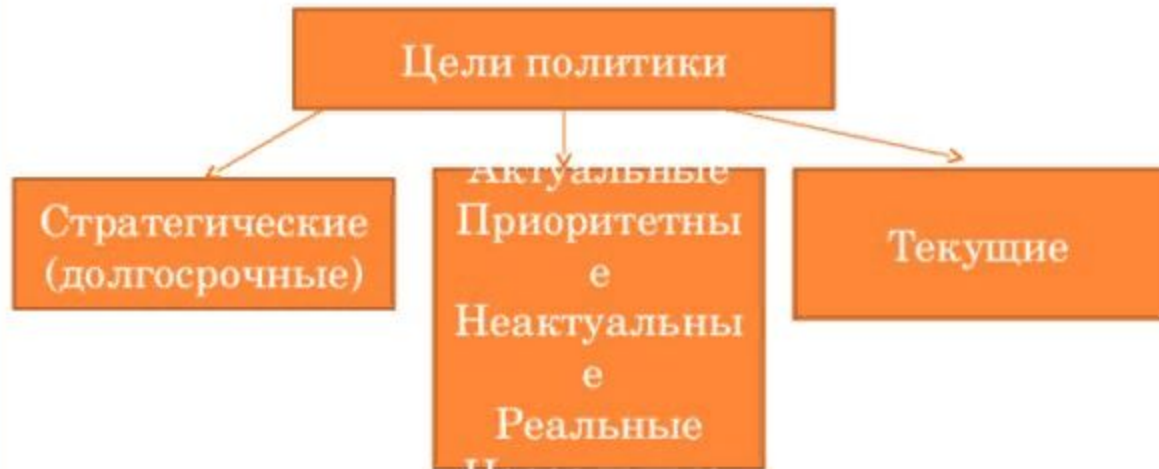 Цели политики
Стратегические
(долгосрочные)
Актуальные
Приоритетны
е
Неактуальны
е
Реальные
Текущие